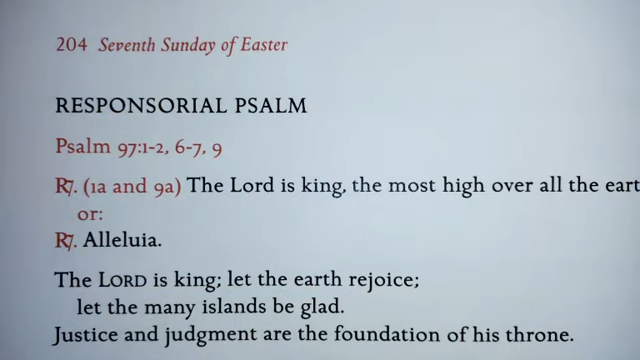 204 Seventh Sunday of Easter
RESPONSORIAL PSALM
Psalm 97:1-2, 6-7, 9
℟. (1a and 9a) The Lord is king, the most high over all the eart
or:
℟. Alleluia.
The LORD is king; let the earth rejoice;
let the many islands be glad.
Justice and judgment are the foundation of his throne.